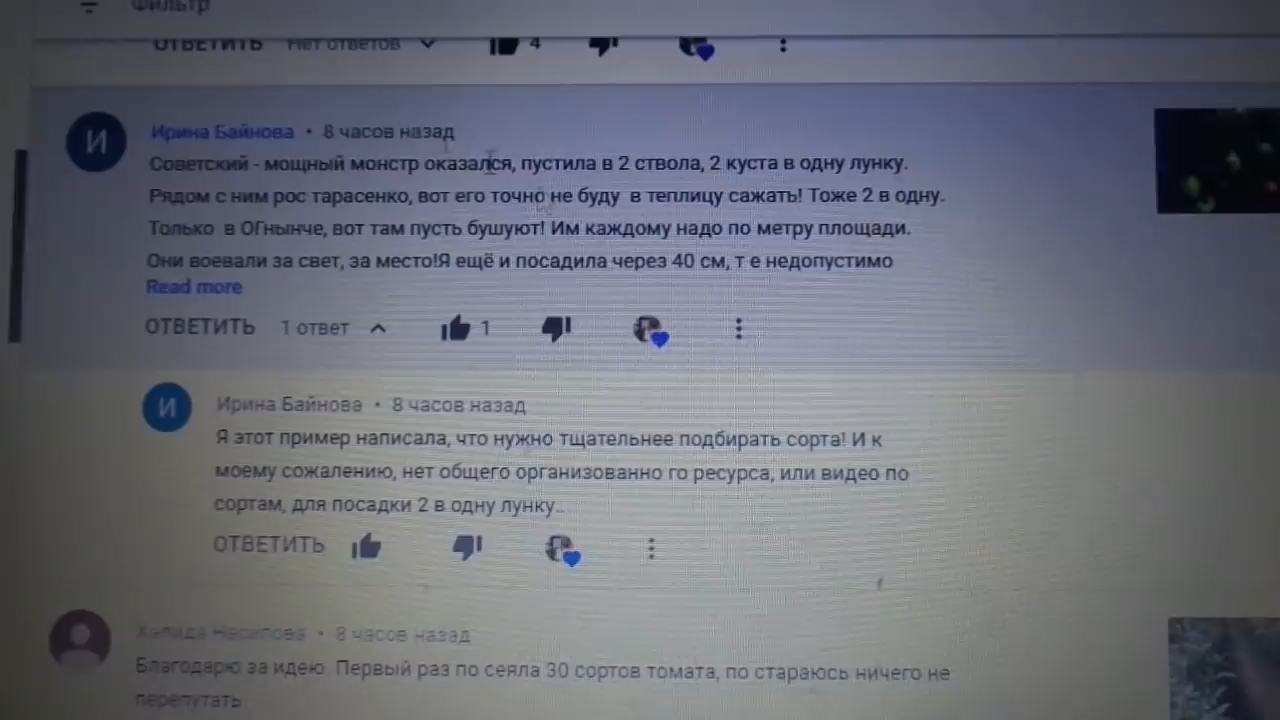 Фильтр
ОТВЕТИТЬ Нет ответов 4
И Ирина Байнова • 8 часов назад
Советский - мощный монстр оказался, пустила в 2 ствола, 2 куста в одну лунку.
Рядом с ним рос тарасенко, вот его точно не буду в теплицу сажать! Тоже 2 в одну.
Только в ОГнынче, вот там пусть бушуют! Им каждому надо по метру площади.
Они воевали за свет, за место!Я ещё и посадила через 40 см, т е недопустимо
Read more
ОТВЕТИТЬ 1 ответ 1
И Ирина Байнова • 8 часов назад
Я этот пример написала, что нужно тщательнее подбирать сорта! И к
моему сожалению, нет общего организованно го ресурса, или видео по
сортам, для посадки 2 в одну лунку..
ОТВЕТИТЬ
Халида Насипова • 8 часов назад
Благодарю за идею. Первый раз по сеяла 30 сортов томата, по стараюсь ничего не
перепутать